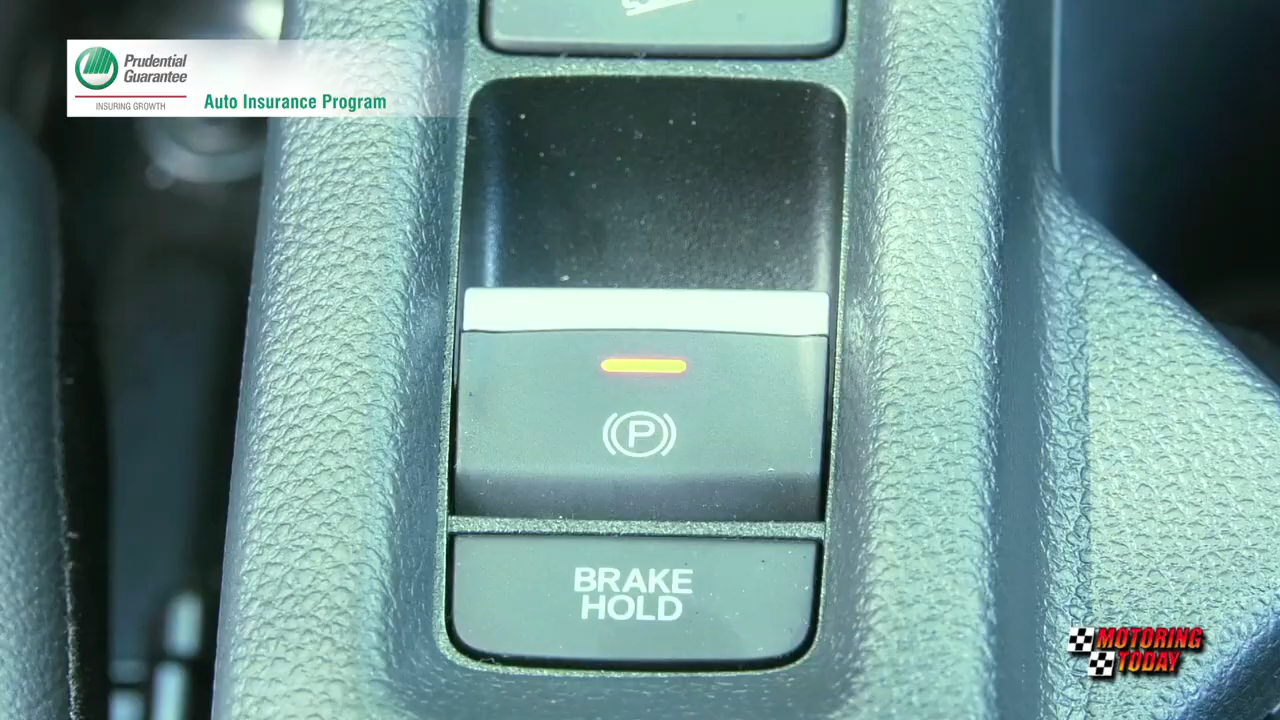 Prudential
Guarantee
INSURING GROWTH
Auto Insurance Program
P
BRAKE
HOLD
MOTORING
TODAY